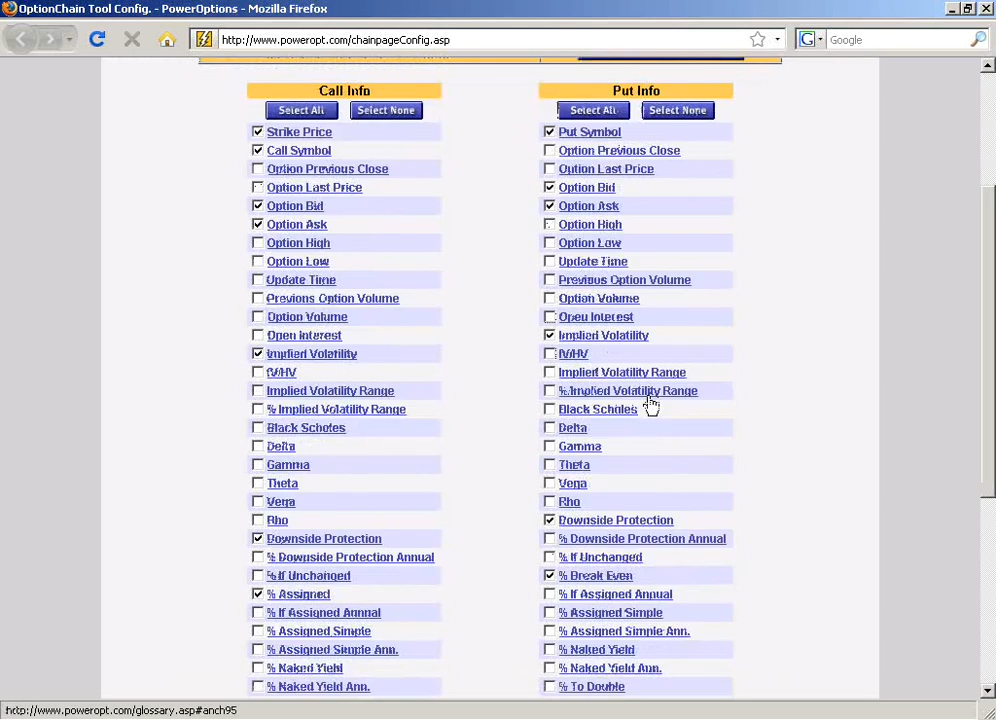 OptionChain Tool Config. - PowerOptions - Mozilla Firefox
http://www.poweropt.com/chainpageConfig.asp
Google
Call Info
Select All Select None
Strike Price
Call Symbol
Option Previous Close
Option Last Price
Option Bid
Option Ask
Option High
Option Low
Update Time
Previous Option Volume
Option Volume
Open Interest
Implied Volatility
IV/HV
Implied Volatility Range
% Implied Volatility Range
Black Scholes
Delta
Gamma
Theta
Vega
Rho
Downside Protection
% Downside Protection Annual
% If Unchanged
% Assigned
% If Assigned Annual
% Assigned Simple
% Assigned Simple Ann.
% Naked Yield
% Naked Yield Ann.
Put Info
Select All Select None
Put Symbol
Option Previous Close
Option Last Price
Option Bid
Option Ask
Option High
Option Low
Update Time
Previous Option Volume
Option Volume
Open Interest
Implied Volatility
IV/HV
Implied Volatility Range
% Implied Volatility Range
Black Scholes
Delta
Gamma
Theta
Vega
Rho
Downside Protection
% Downside Protection Annual
% If Unchanged
% Break Even
% If Assigned Annual
% Assigned Simple
% Assigned Simple Ann.
% Naked Yield
% Naked Yield Ann.
% To Double
http://www.poweropt.com/glossary.asp#anch95